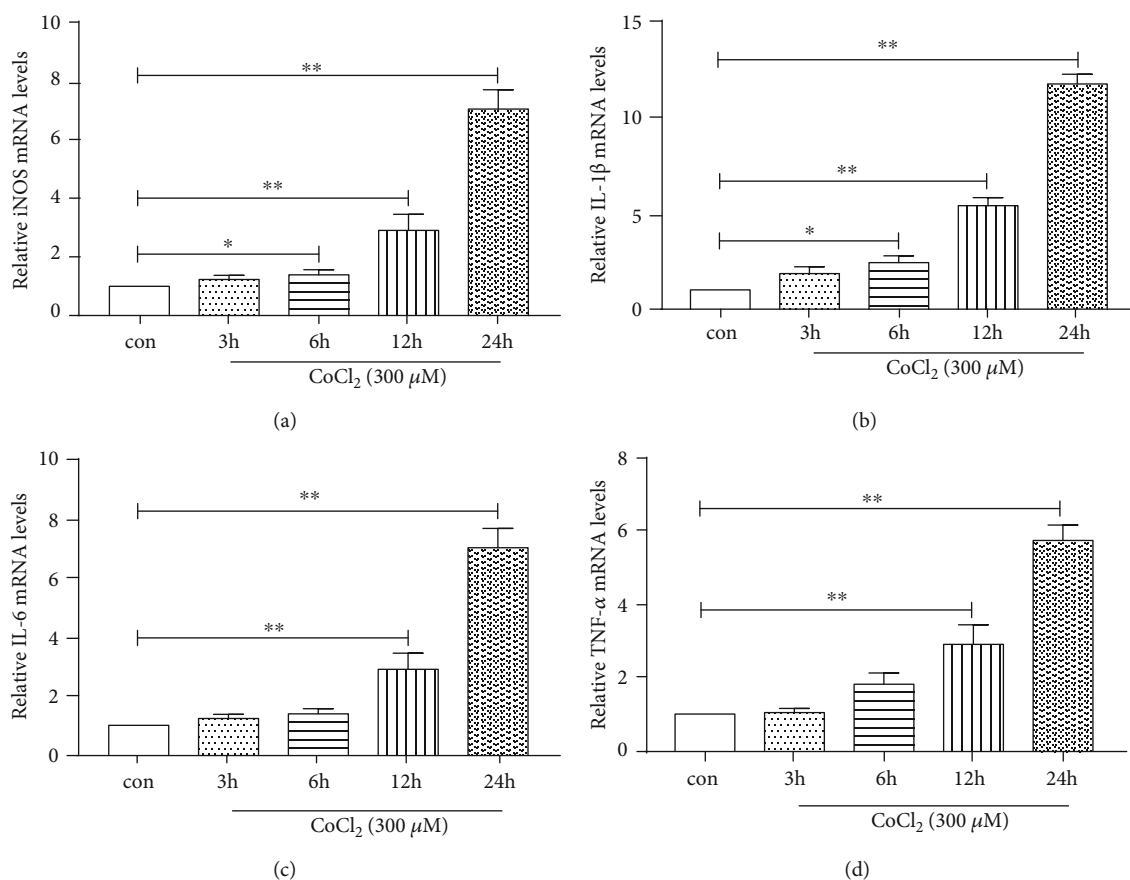 Relative iNOS mRNA levels
10
8
6
4
2
0
**
**
*
con 3h 6h 12h 24h
CoCl₂ (300 μM)
(a)
Relative IL-1β mRNA levels
15
10
5
0
**
**
*
con 3h 6h 12h 24h
CoCl₂ (300 μM)
(b)
Relative IL-6 mRNA levels
10
8
6
4
2
0
**
**
con 3h 6h 12h 24h
CoCl₂ (300 μM)
(c)
Relative TNF-α mRNA levels
8
6
4
2
0
**
**
con 3h 6h 12h 24h
CoCl₂ (300 μM)
(d)